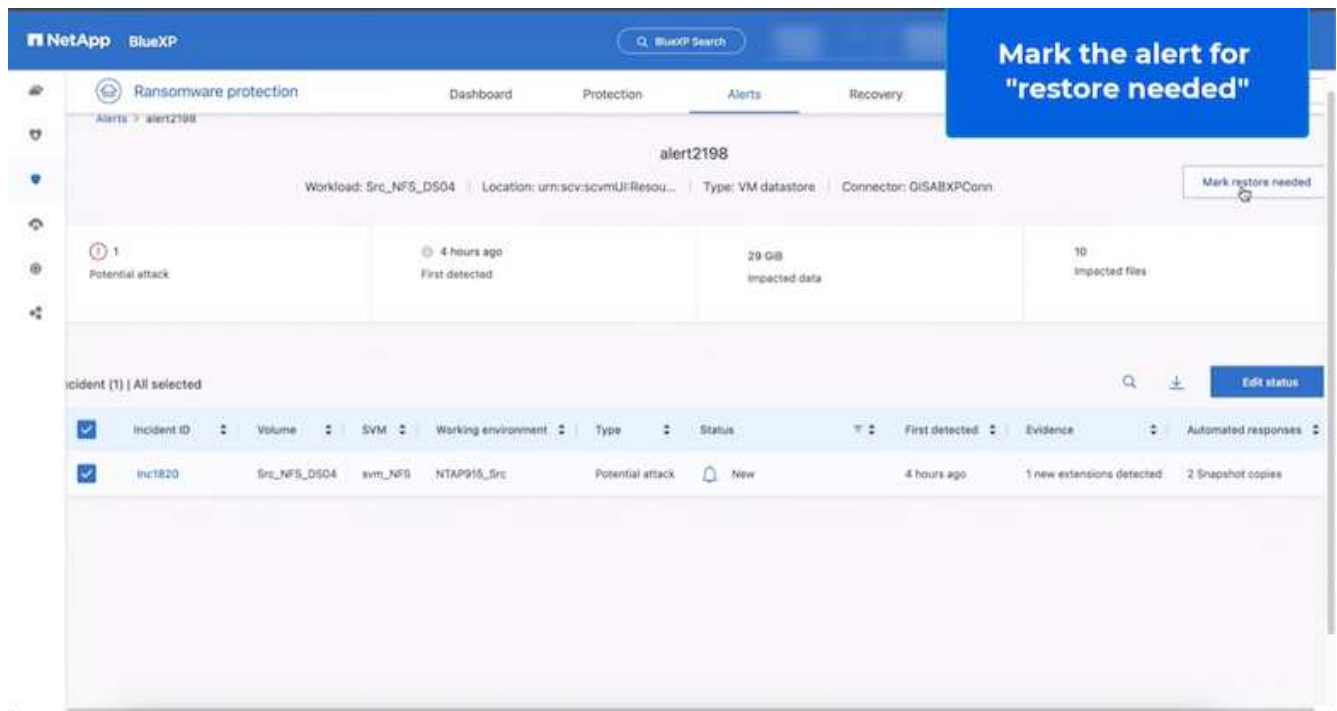 NetApp BlueXP
BlueXP Search
Mark the alert for
"restore needed"
Ransomware protection
Dashboard Protection Alerts Recovery
Alerts > alert2198
alert2198
Workload: Src_NFS_DS04 Location: urn:scv:scvmUI:Resou... Type: VM datastore Connector: GISABXPConn
Mark restore needed
1
Potential attack
4 hours ago
First detected
29 GiB
Impacted data
10
Impacted files
ncident (1) | All selected
Edit status
Incident ID Volume SVM Working environment Type Status First detected Evidence Automated responses
Inc1820 Src_NFS_DS04 svm_NFS NTAP915_Src Potential attack New 4 hours ago 1 new extensions detected 2 Snapshot copies